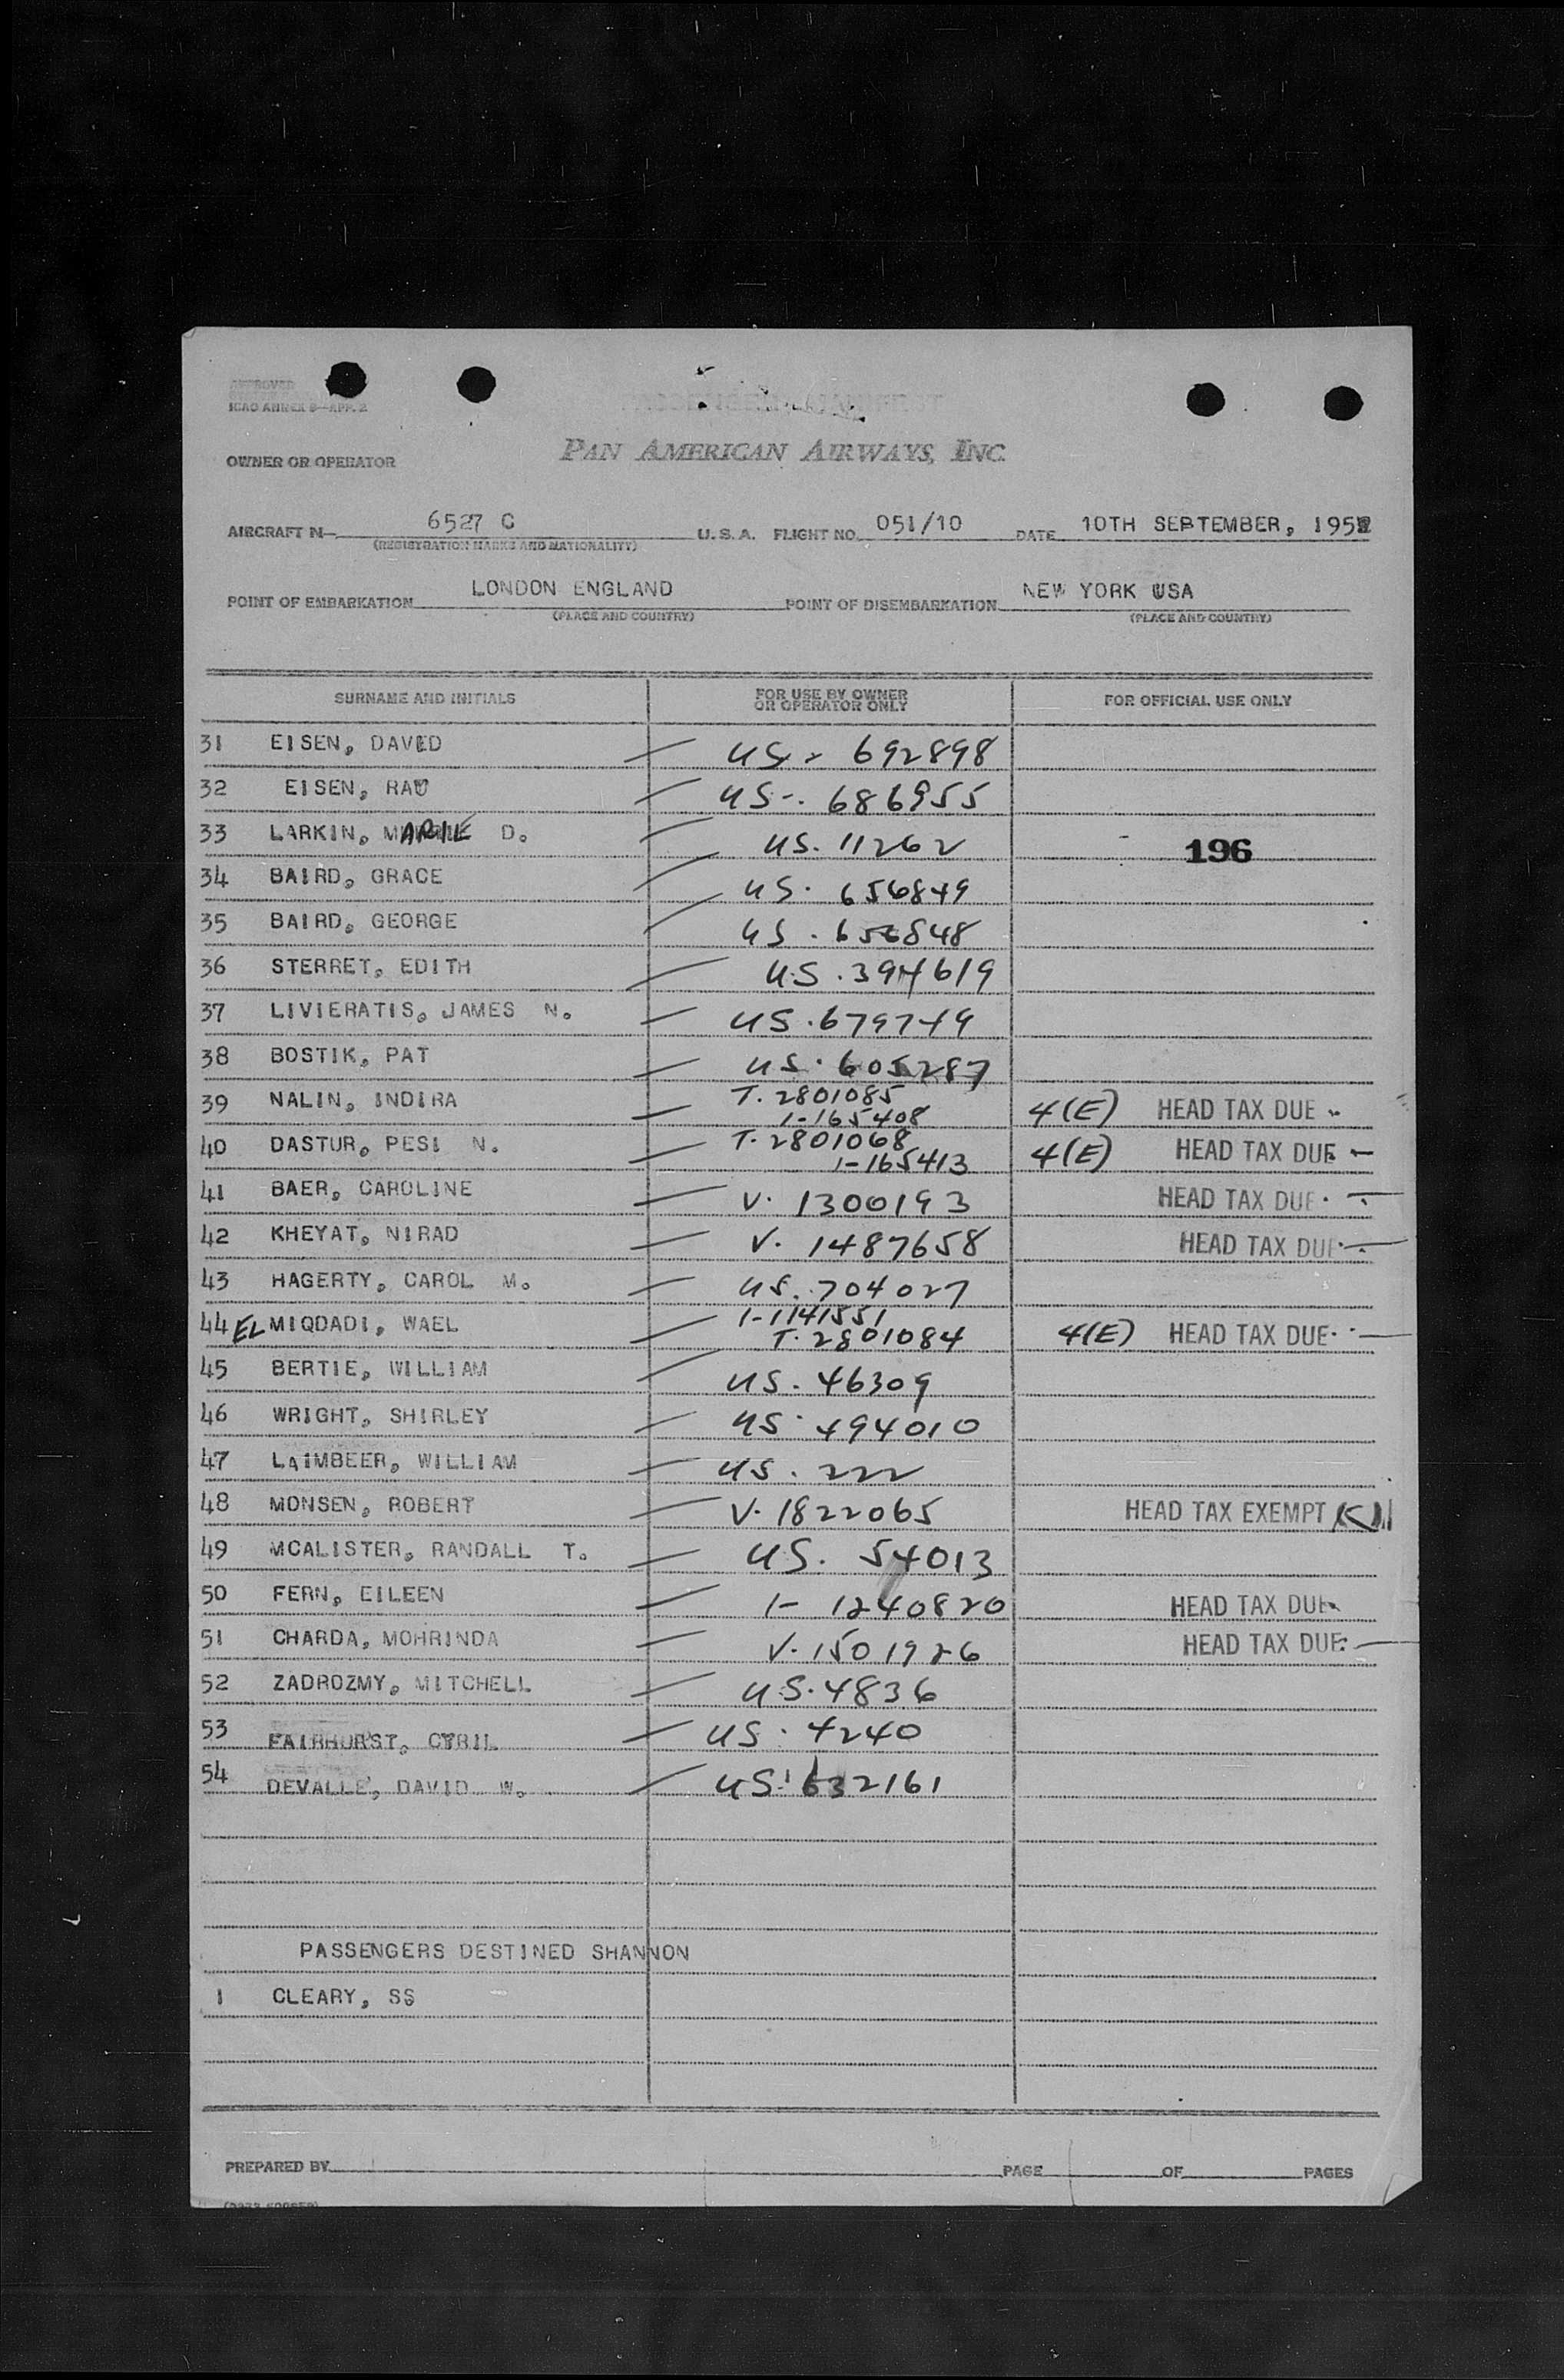 APPROVED
ICAO ANNEX 9—APP. 2
OWNER OR OPERATOR PAN AMERICAN AIRWAYS, INC.
AIRCRAFT N— 6527 C U. S. A. FLIGHT NO. 051/10 DATE 10TH SEPTEMBER, 1952
(REGISTRATION MARKS AND NATIONALITY)
POINT OF EMBARKATION LONDON ENGLAND POINT OF DISEMBARKATION NEW YORK USA
(PLACE AND COUNTRY) (PLACE AND COUNTRY)
SURNAME AND INITIALS FOR USE BY OWNER OR OPERATOR ONLY FOR OFFICIAL USE ONLY
31 EISEN, DAVID US. 692898
32 EISEN, RAE US-. 686955
33 LARKIN, MARIE D. US. 11262 196
34 BAIRD, GRACE US. 656849
35 BAIRD, GEORGE US. 656848
36 STERRET, EDITH US. 394619
37 LIVIERATIS, JAMES N. US. 679749
38 BOSTIK, PAT US. 605287
39 NALIN, INDIRA T. 2801085 1-165408 4(E) HEAD TAX DUE
40 DASTUR, PESI N. T. 2801068 1-165413 4(E) HEAD TAX DUE
41 BAER, CAROLINE V. 1300193 HEAD TAX DUE
42 KHEYAT, NIRAD V. 1487658 HEAD TAX DUE
43 HAGERTY, CAROL M. US. 704027
44 EL MIQDADI, WAEL 1-1141551 T. 2801084 4(E) HEAD TAX DUE
45 BERTIE, WILLIAM US. 46309
46 WRIGHT, SHIRLEY US. 494010
47 LAIMBEER, WILLIAM US. 222
48 MONSEN, ROBERT V. 1822065 HEAD TAX EXEMPT
49 MCALISTER, RANDALL T. US. 54013
50 FERN, EILEEN 1- 1240820 HEAD TAX DUE
51 CHARDA, MOHRINDA V. 1501926 HEAD TAX DUE
52 ZADROZMY, MITCHELL US. 4836
53 FAIRHURST, CYRIL US. 4240
54 DEVALLE, DAVID W. US. 632161
PASSENGERS DESTINED SHANNON
1 CLEARY, SS
PREPARED BY PAGE OF PAGES